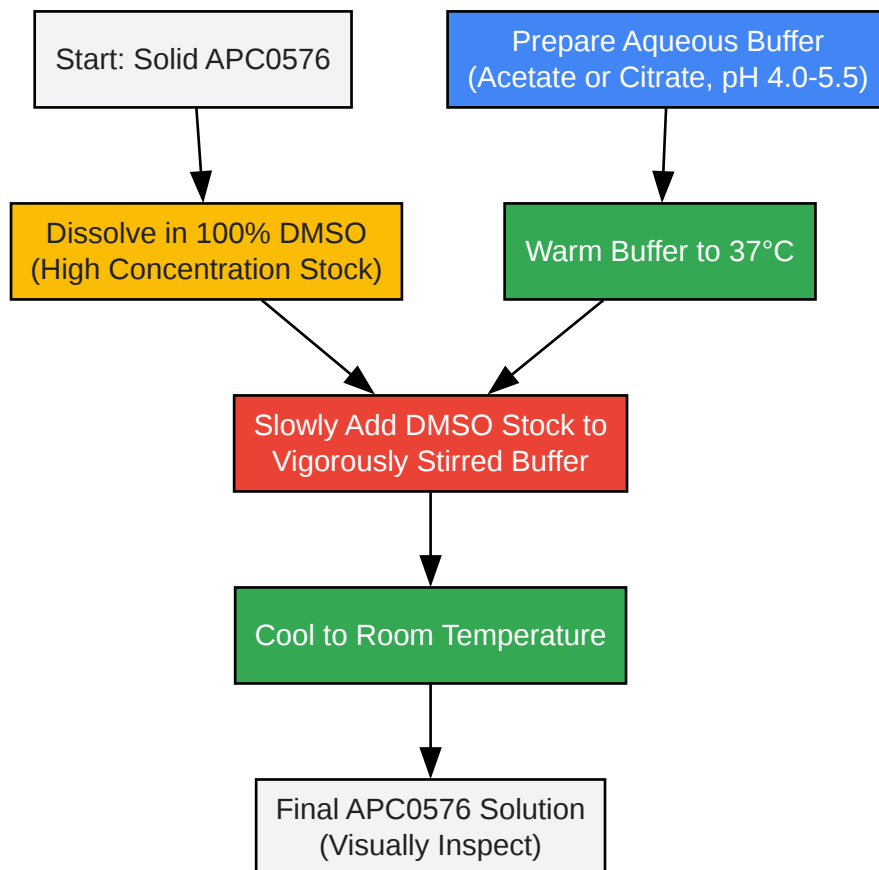 Start: Solid APC0576
Prepare Aqueous Buffer
(Acetate or Citrate, pH 4.0-5.5)
Dissolve in 100% DMSO
(High Concentration Stock)
Warm Buffer to 37°C
Slowly Add DMSO Stock to
Vigorously Stirred Buffer
Cool to Room Temperature
Final APC0576 Solution
(Visually Inspect)